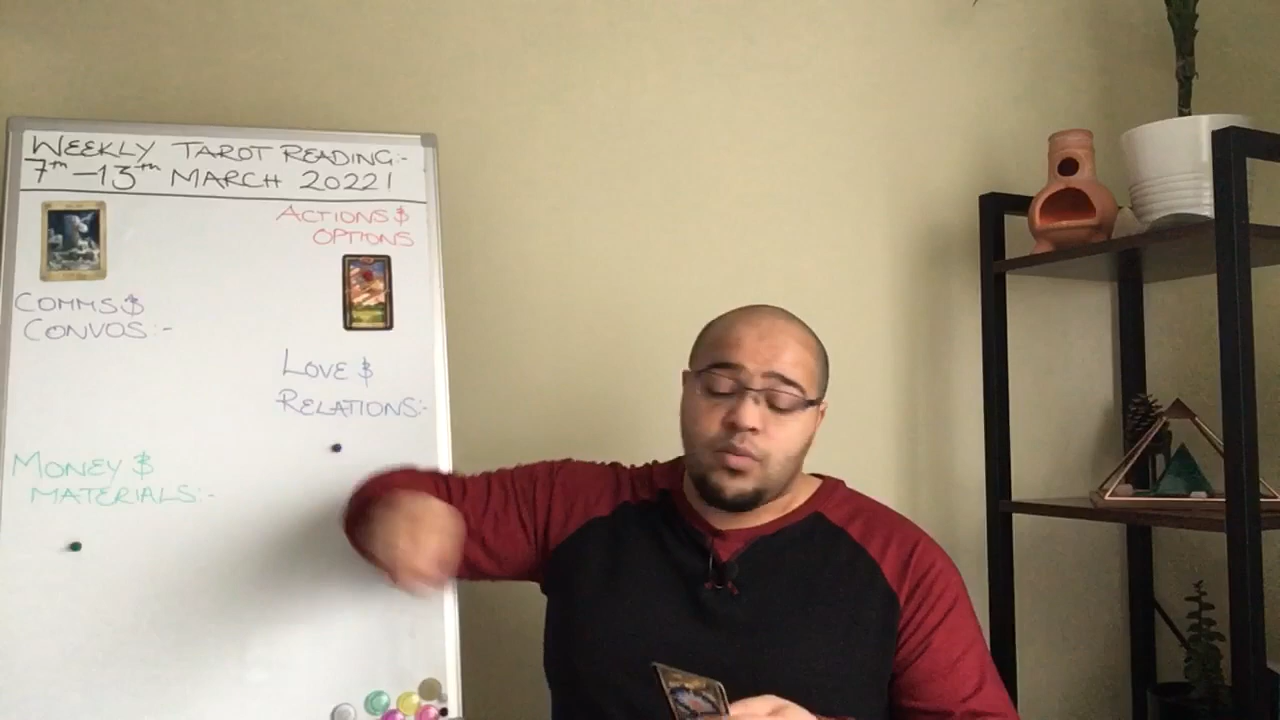 WEEKLY TAROT READING:-
7th -13th MARCH 2022!
ACTIONS &
OPTIONS
COMMS &
CONVOS:-
LOVE &
RELATIONS:-
MONEY &
MATERIALS:-